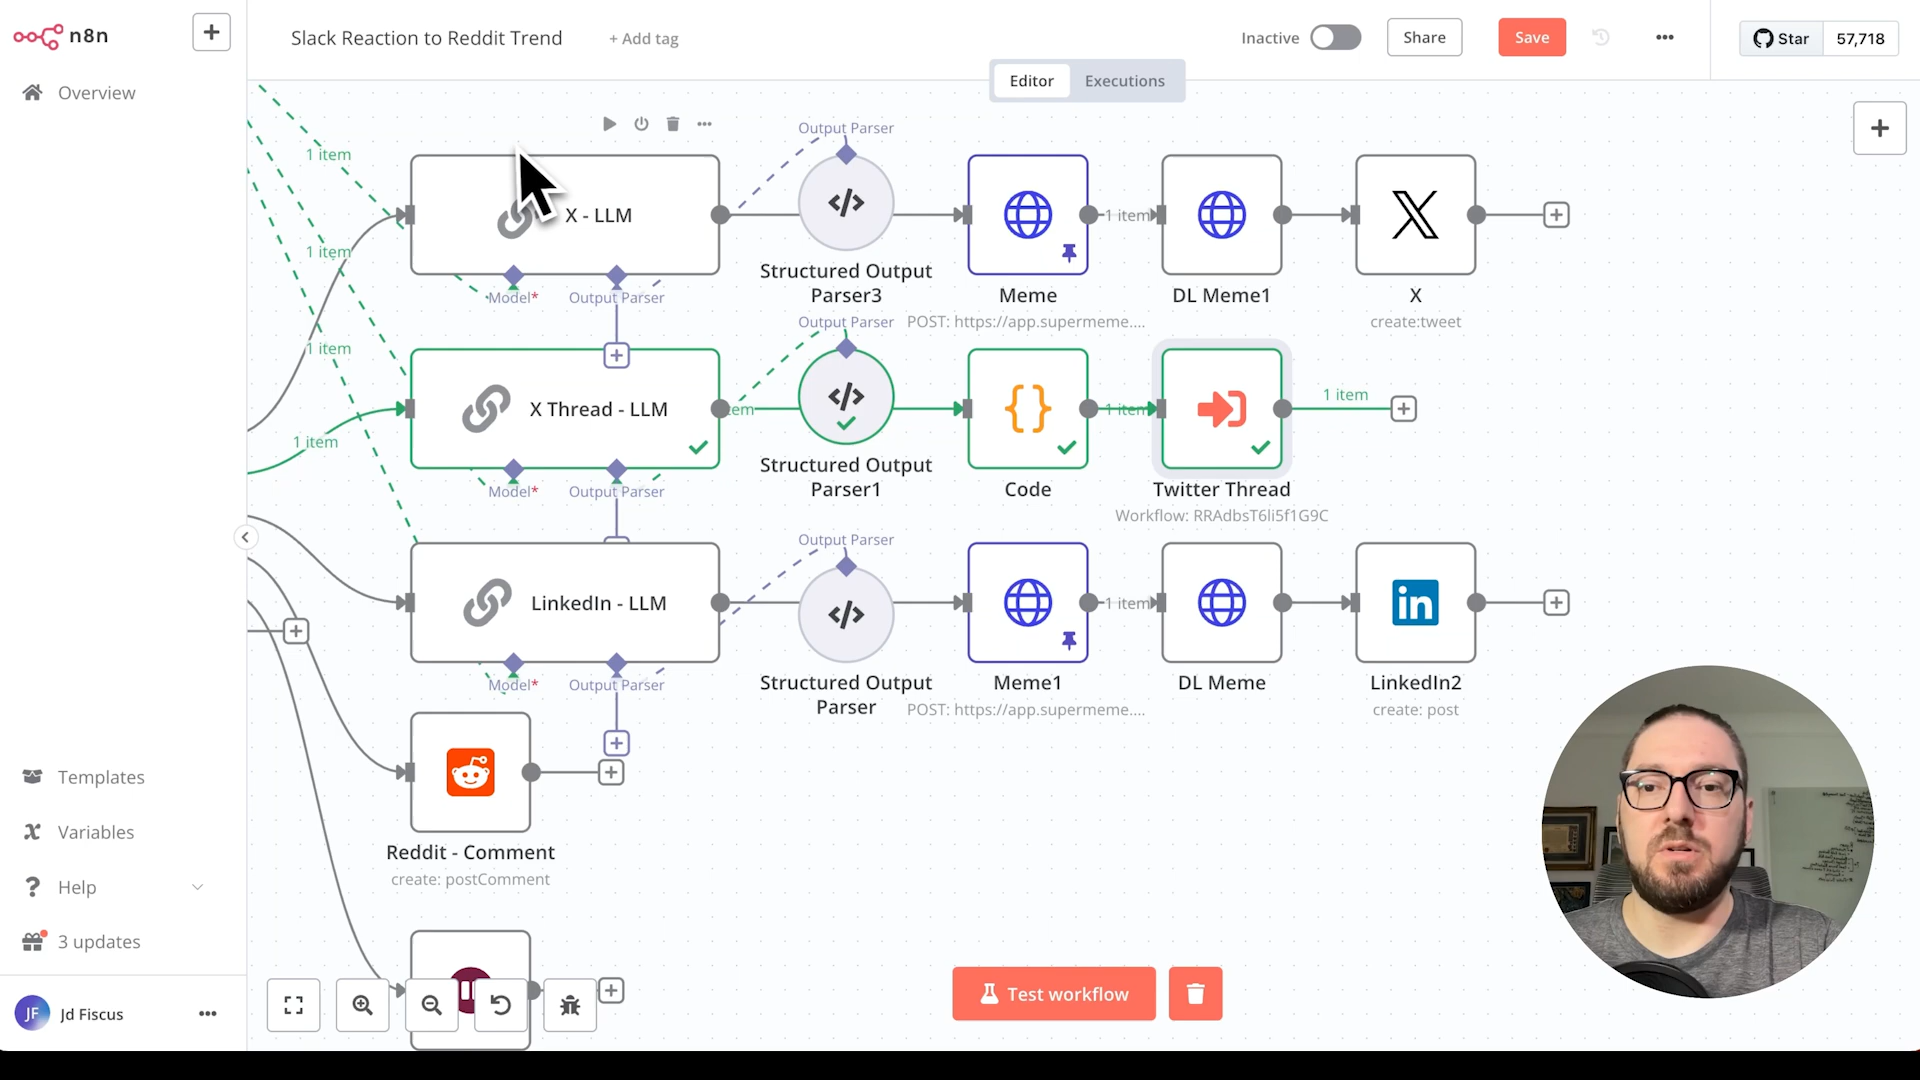 n8n
Slack Reaction to Reddit Trend
+ Add tag
Inactive
Share
Save
Star
57,718
Editor
Executions
Overview
1 item
1 item
1 item
1 item
X - LLM
Model*
Output Parser
Output Parser
Structured Output
Parser3
Meme
POST: https://app.supermeme....
1 item
DL Meme1
X
create:tweet
X Thread - LLM
Model*
Output Parser
em
Output Parser
Structured Output
Parser1
Code
1 item
Twitter Thread
Workflow: RRAdbsT6li5f1G9C
1 item
LinkedIn - LLM
Model*
Output Parser
Output Parser
Structured Output
Parser
Meme1
POST: https://app.supermeme....
1 item
DL Meme
in
LinkedIn2
create: post
Reddit - Comment
create: postComment
Templates
Variables
Help
3 updates
JF
Jd Fiscus
Test workflow